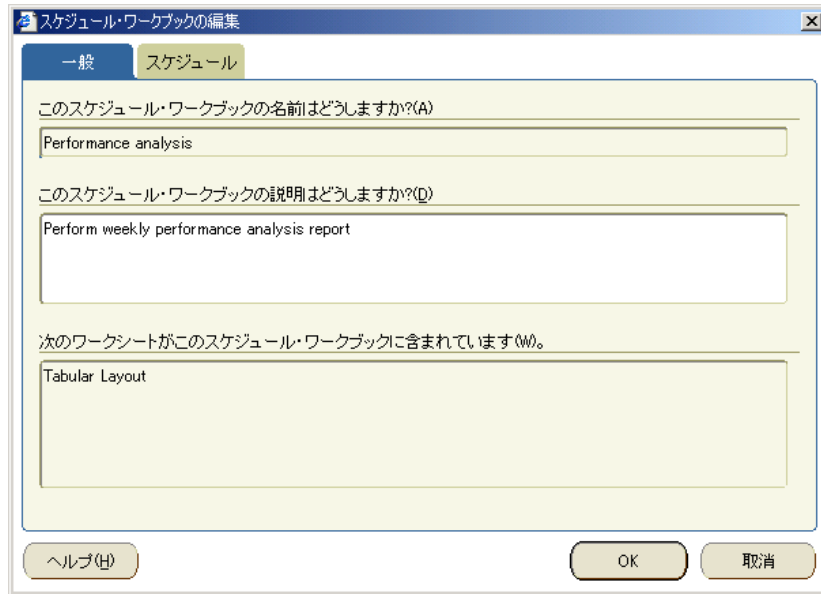 スケジュール・ワークブックの編集
一般 スケジュール
このスケジュール・ワークブックの名前はどうしますか?(A)
Performance analysis
このスケジュール・ワークブックの説明はどうしますか?(D)
Perform weekly performance analysis report
次のワークシートがこのスケジュール・ワークブックに含まれています(W)。
Tabular Layout
ヘルプ(H) OK 取消